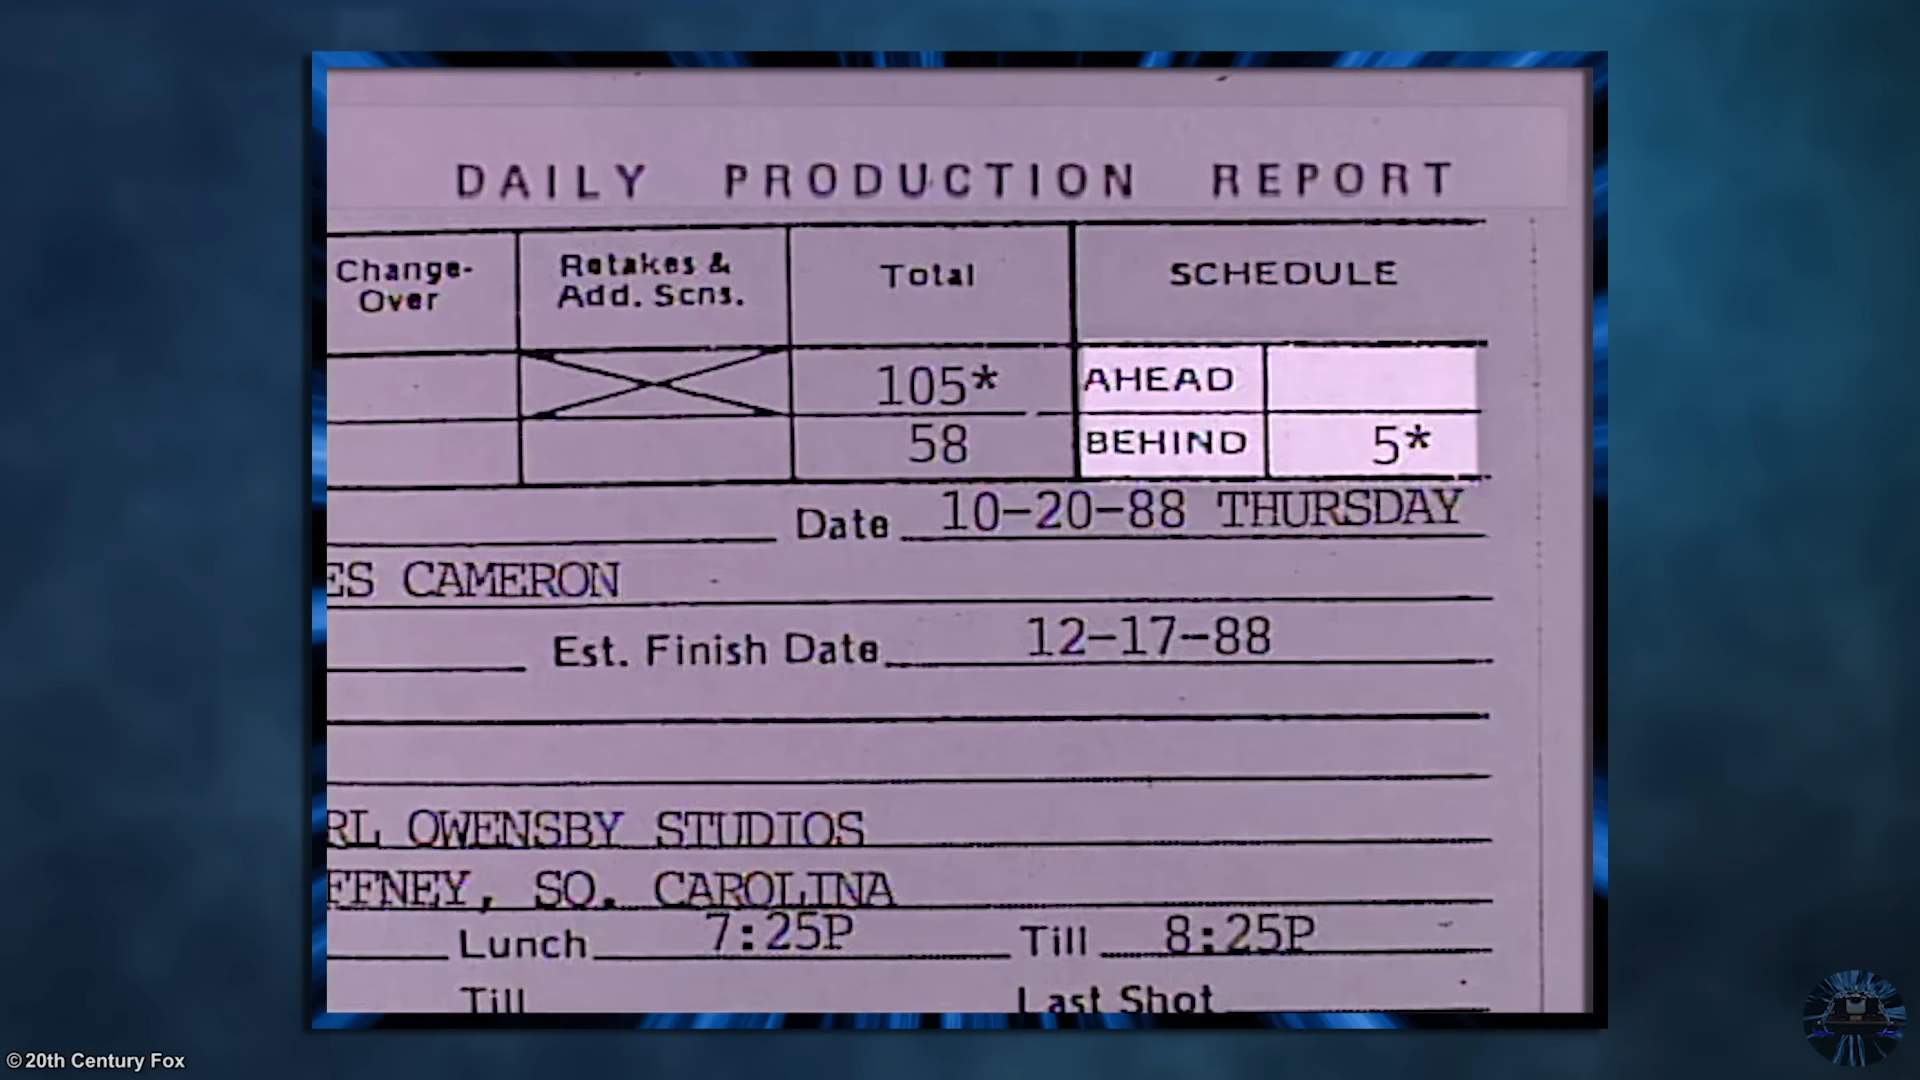 DAILY PRODUCTION REPORT
Change-Over Retakes & Add. Scns. Total SCHEDULE
105* AHEAD
58 BEHIND 5*
Date 10-20-88 THURSDAY
ES CAMERON
Est. Finish Date 12-17-88
RL OWENSBY STUDIOS
FFNEY, SO. CAROLINA
Lunch 7:25P Till 8:25P
Till Last Shot
© 20th Century Fox